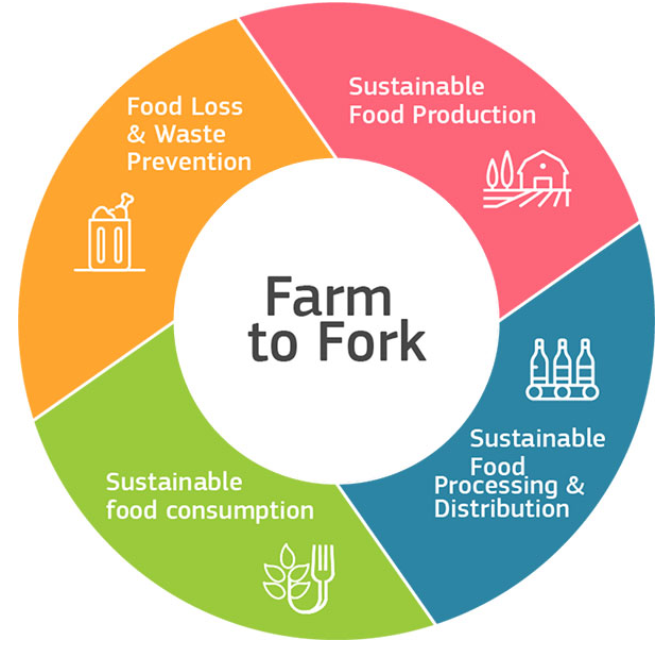 Food Loss
& Waste
Prevention
Sustainable
Food Production
Farm
to Fork
Sustainable
Food
Processing &
Distribution
Sustainable
food consumption